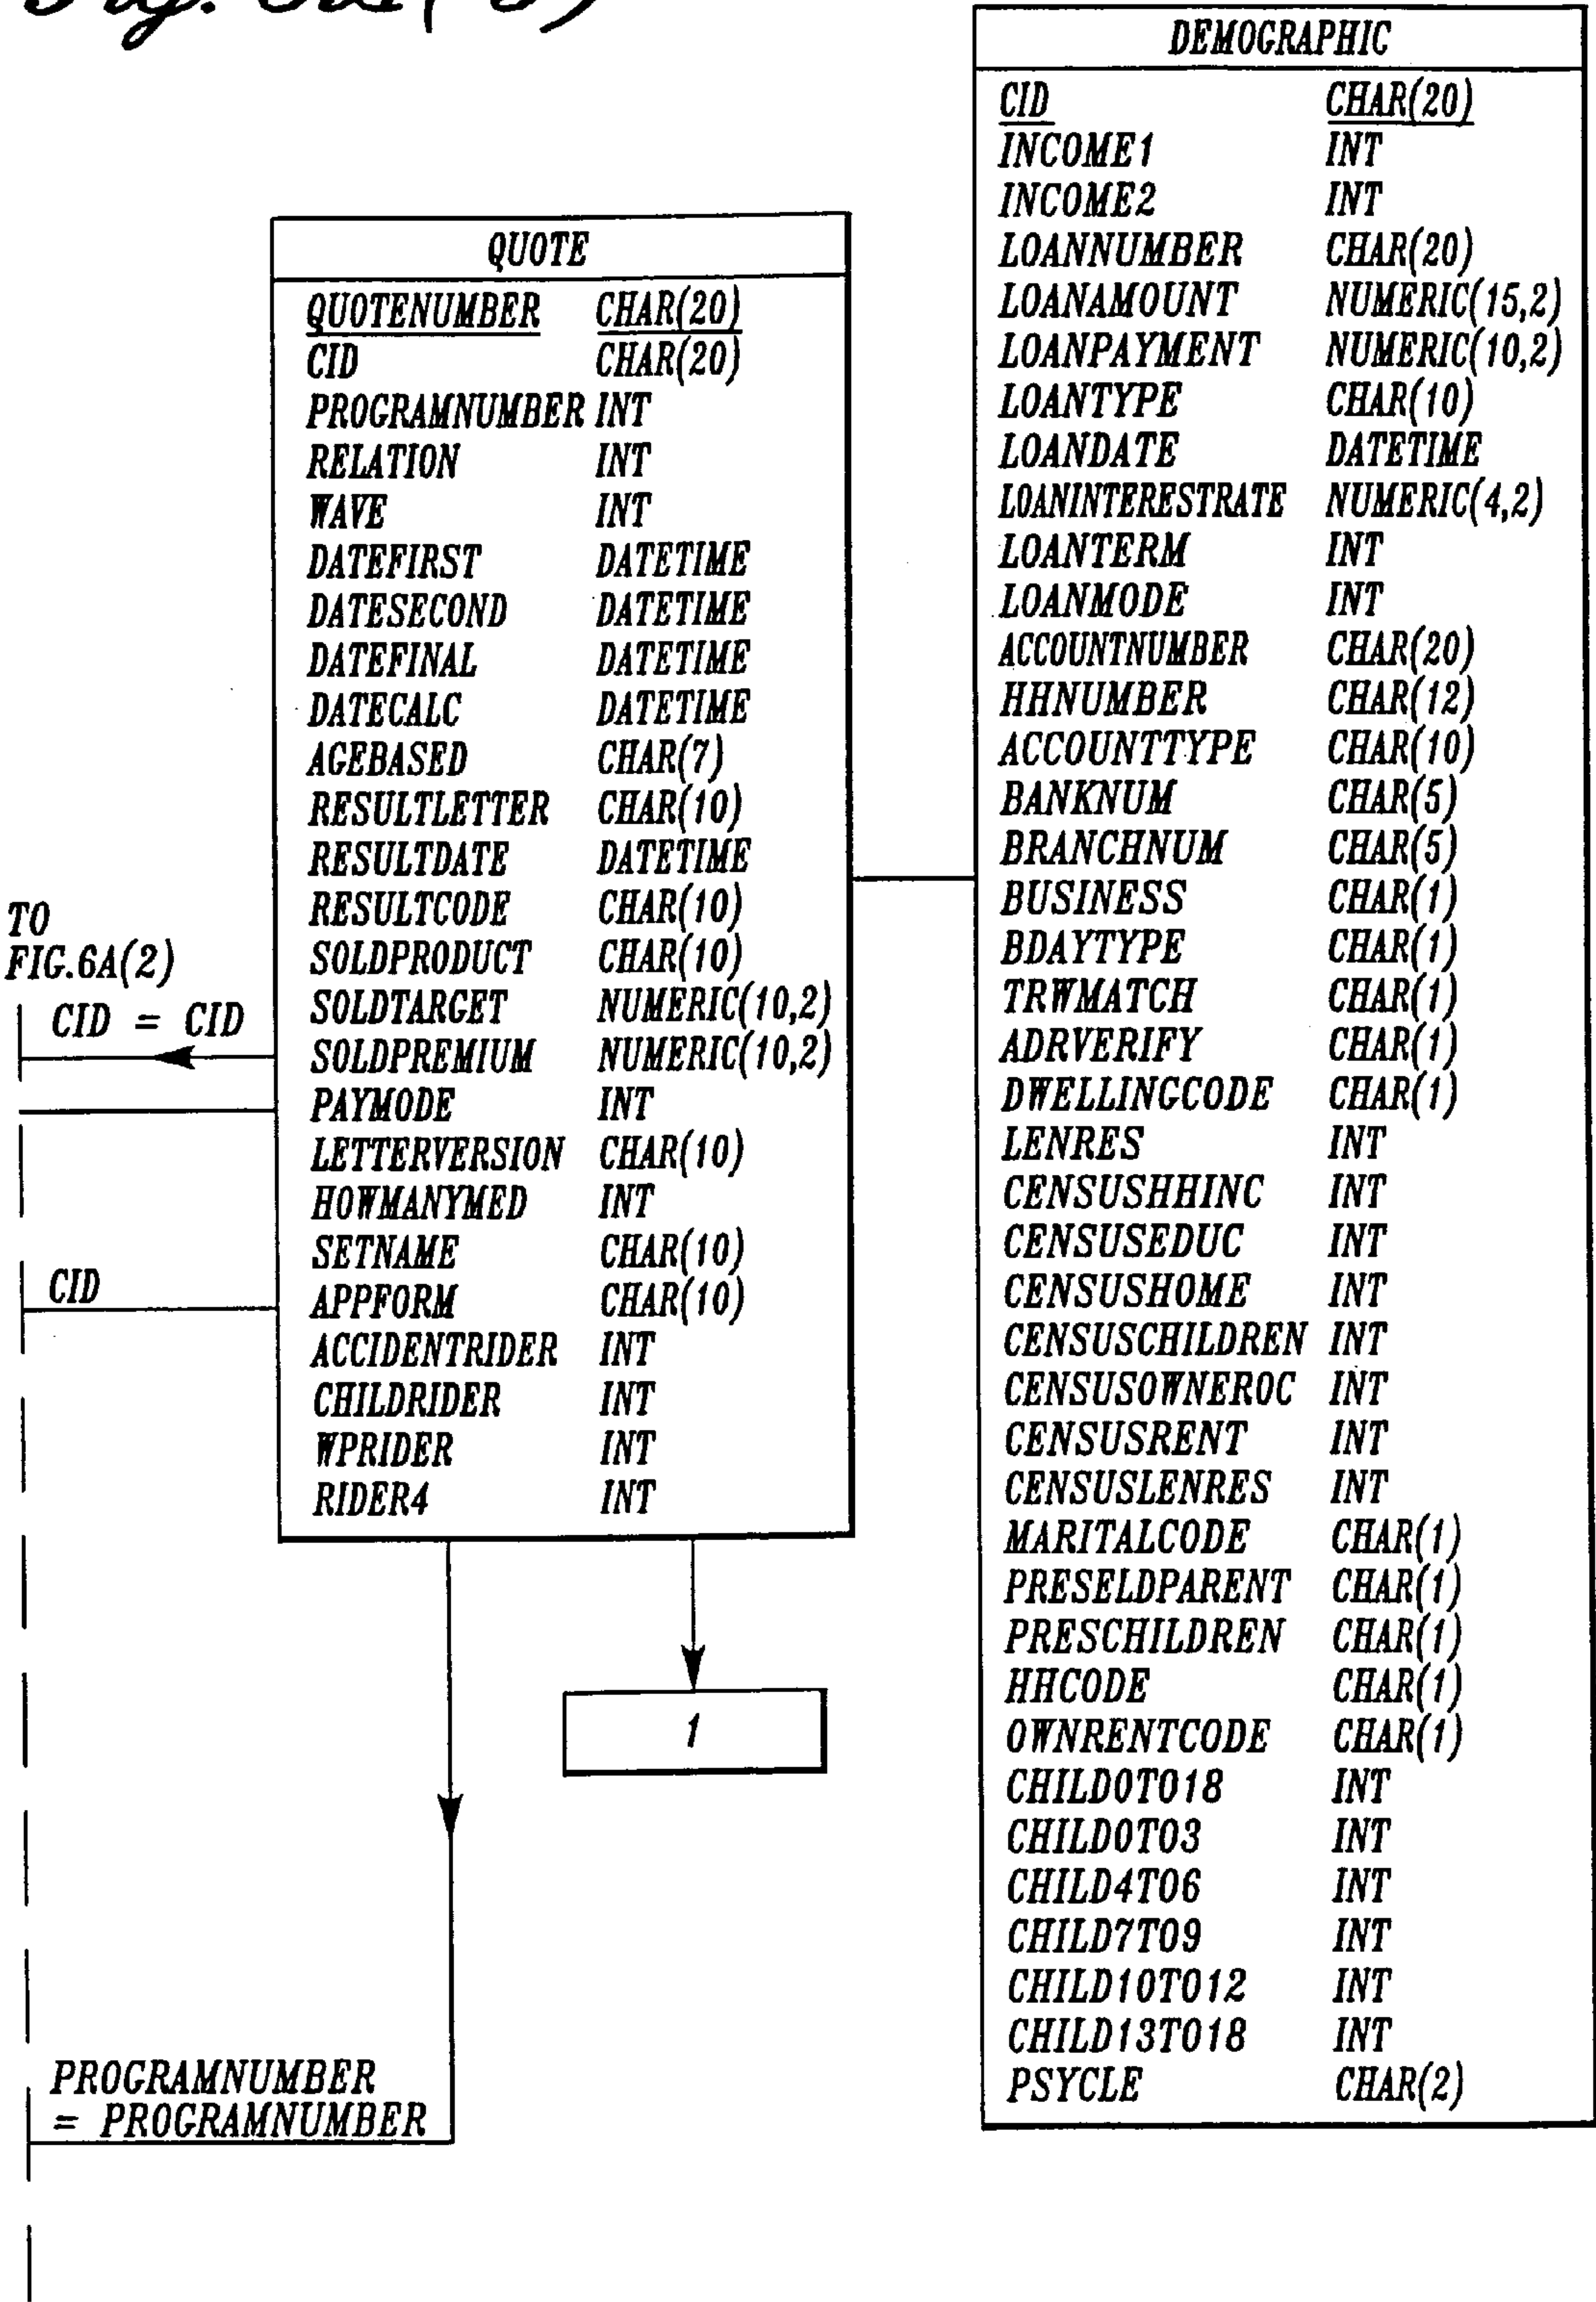 Fig.
QUOTE
QUOTENUMBER CHAR(20)
CID CHAR(20)
PROGRAMNUMBER INT
RELATION INT
WAVE INT
DATEFIRST DATETIME
DATESECOND DATETIME
DATEFINAL DATETIME
DATECALC DATETIME
AGEBASED CHAR(7)
RESULTLETTER CHAR(10)
RESULTDATE DATETIME
RESULTCODE CHAR(10)
SOLDPRODUCT CHAR(10)
SOLDTARGET NUMERIC(10,2)
SOLDPREMIUM NUMERIC(10,2)
PAYMODE INT
LETTERVERSION CHAR(10)
HOWMANYMED INT
SETNAME CHAR(10)
APPFORM CHAR(10)
ACCIDENTRIDER INT
CHILDRIDER INT
WPRIDER INT
RIDER4 INT
TO
FIG.6A(2)
CID = CID
CID
1
PROGRAMNUMBER
= PROGRAMNUMBER
DEMOGRAPHIC
CID CHAR(20)
INCOME1 INT
INCOME2 INT
LOANNUMBER CHAR(20)
LOANAMOUNT NUMERIC(15,2)
LOANPAYMENT NUMERIC(10,2)
LOANTYPE CHAR(10)
LOANDATE DATETIME
LOANINTERESTRATE NUMERIC(4,2)
LOANTERM INT
LOANMODE INT
ACCOUNTNUMBER CHAR(20)
HHNUMBER CHAR(12)
ACCOUNTTYPE CHAR(10)
BANKNUM CHAR(5)
BRANCHNUM CHAR(5)
BUSINESS CHAR(1)
BDAYTYPE CHAR(1)
TRWMATCH CHAR(1)
ADRVERIFY CHAR(1)
DWELLINGCODE CHAR(1)
LENRES INT
CENSUSHHINC INT
CENSUSEDUC INT
CENSUSHOME INT
CENSUSCHILDREN INT
CENSUSOWNEROC INT
CENSUSRENT INT
CENSUSLENRES INT
MARITALCODE CHAR(1)
PRESELDPARENT CHAR(1)
PRESCHILDREN CHAR(1)
HHCODE CHAR(1)
OWNRENTCODE CHAR(1)
CHILD0TO18 INT
CHILD0TO3 INT
CHILD4TO6 INT
CHILD7TO9 INT
CHILD10TO12 INT
CHILD13TO18 INT
PSYCLE CHAR(2)